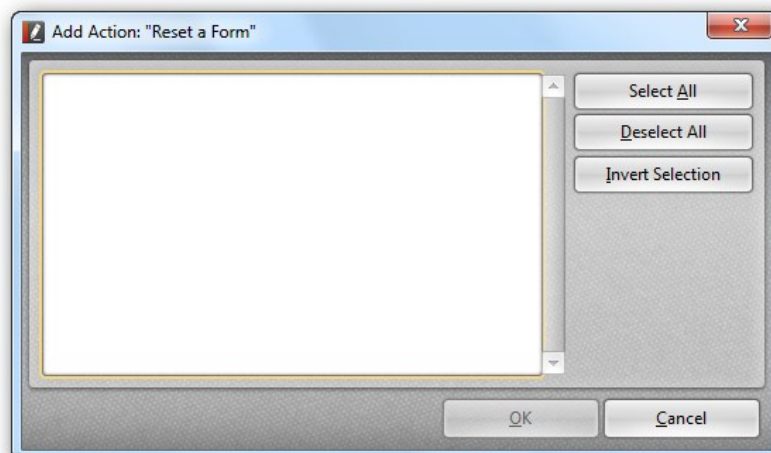 Add Action: "Reset a Form"
Select All
Deselect All
Invert Selection
OK
Cancel